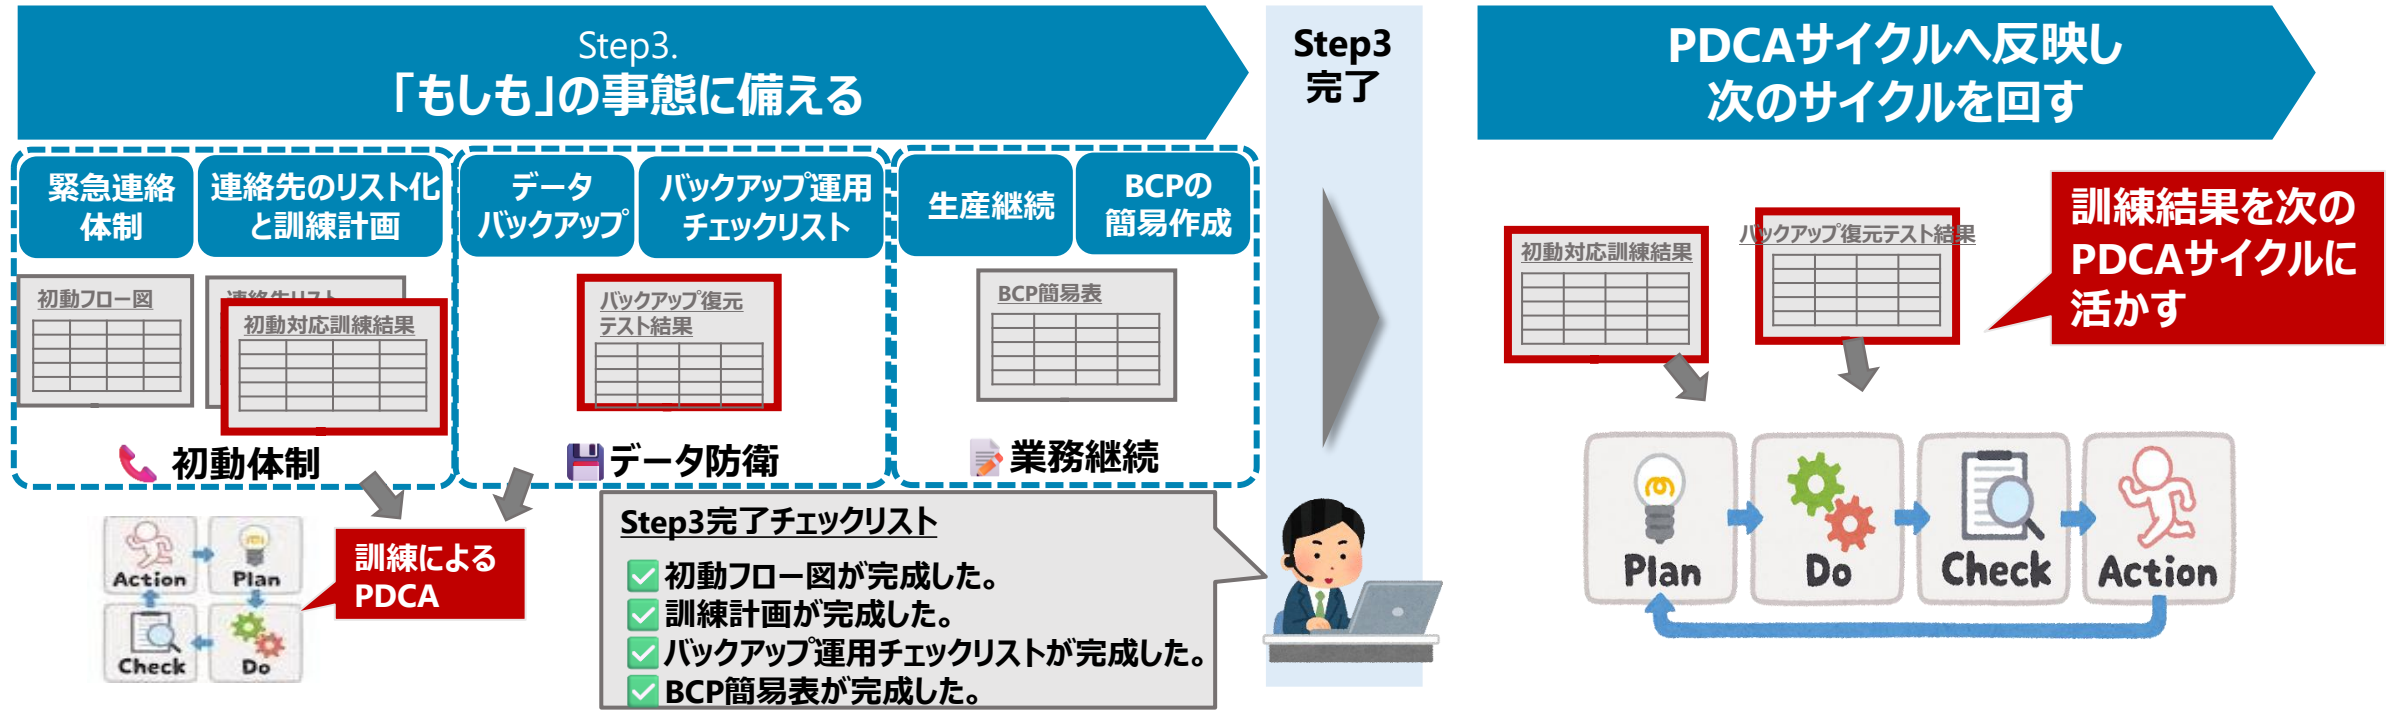 Step3.
「もしも」の事態に備える
Step3
完了
PDCAサイクルへ反映し
次のサイクルを回す
緊急連絡
体制
連絡先のリスト化
と訓練計画
データ
バックアップ
バックアップ運用
チェックリスト
生産継続
BCPの
簡易作成
初動フロー図
連絡先リスト
初動対応訓練結果
バックアップ復元
テスト結果
BCP簡易表
初動体制
データ防衛
業務継続
Action
Plan
Check
Do
訓練による
PDCA
Step3完了チェックリスト
初動フロー図が完成した。
訓練計画が完成した。
バックアップ運用チェックリストが完成した。
BCP簡易表が完成した。
初動対応訓練結果
バックアップ復元テスト結果
訓練結果を次の
PDCAサイクルに
活かす
Plan
Do
Check
Action